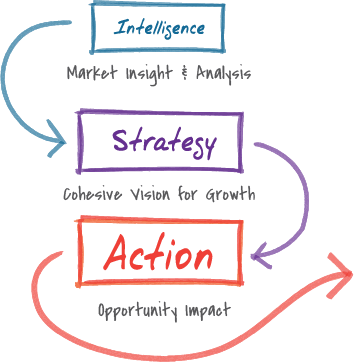 Intelligence
Market Insight & Analysis
Strategy
Cohesive Vision for Growth
Action
Opportunity Impact